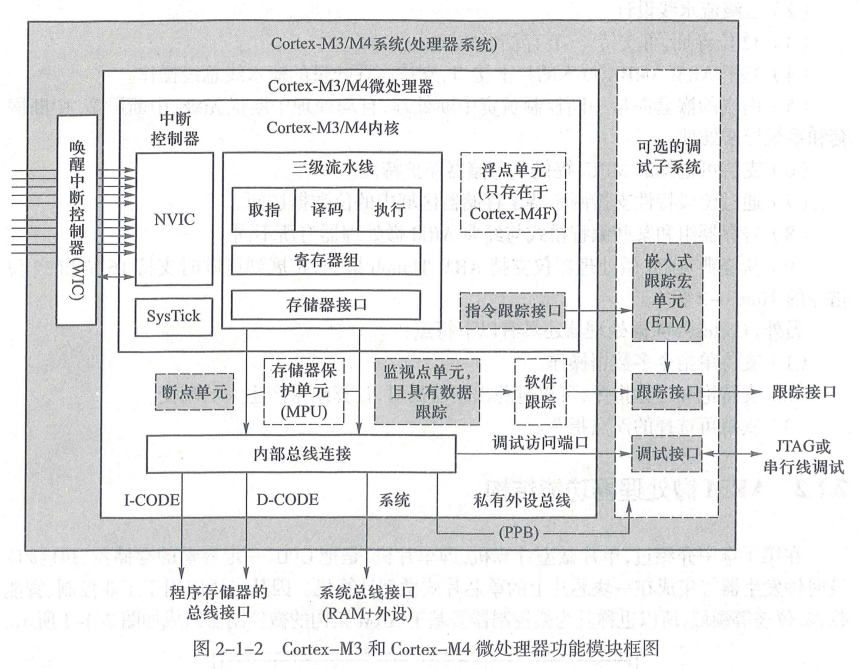 Cortex-M3/M4系统(处理器系统)
Cortex-M3/M4微处理器
Cortex-M3/M4内核
中断
控制器
三级流水线
浮点单元
(只存在于
Cortex-M4F)
可选的调
试子系统
唤醒中断控制器(WIC)
NVIC
取指
译码
执行
寄存器组
存储器接口
SysTick
指令跟踪接口
嵌入式
跟踪宏
单元
(ETM)
断点单元
存储器保
护单元
(MPU)
监视点单元，
且具有数据
跟踪
软件
跟踪
跟踪接口
跟踪接口
内部总线连接
调试访问端口
调试接口
JTAG或
串行线调试
I-CODE
D-CODE
系统
私有外设总线
(PPB)
程序存储器的
总线接口
系统总线接口
(RAM+外设)
图 2-1-2 Cortex-M3 和 Cortex-M4 微处理器功能模块框图